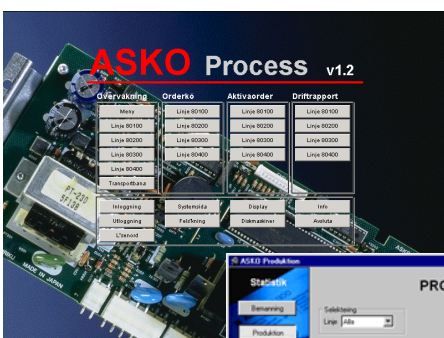 ASKO Process v1.2
Övervakning Orderkö Aktivaorder Driftrapport
Meny Linje 80100 Linje 80100 Linje 80100
Linje 80100 Linje 80200 Linje 80200 Linje 80200
Linje 80200 Linje 80300 Linje 80300 Linje 80300
Linje 80300 Linje 80400 Linje 80400 Linje 80400
Linje 80400
Transportbana
Inloggning Systemsida Display Info
Utloggning Felsökning Diskmaskiner Avsluta
L"zenord
PT-230
5F108
MADE IN JAPAN
ASKO Produktion
Statistik
PRO
Bemanning
Selektering
Linje Alla
Produktion